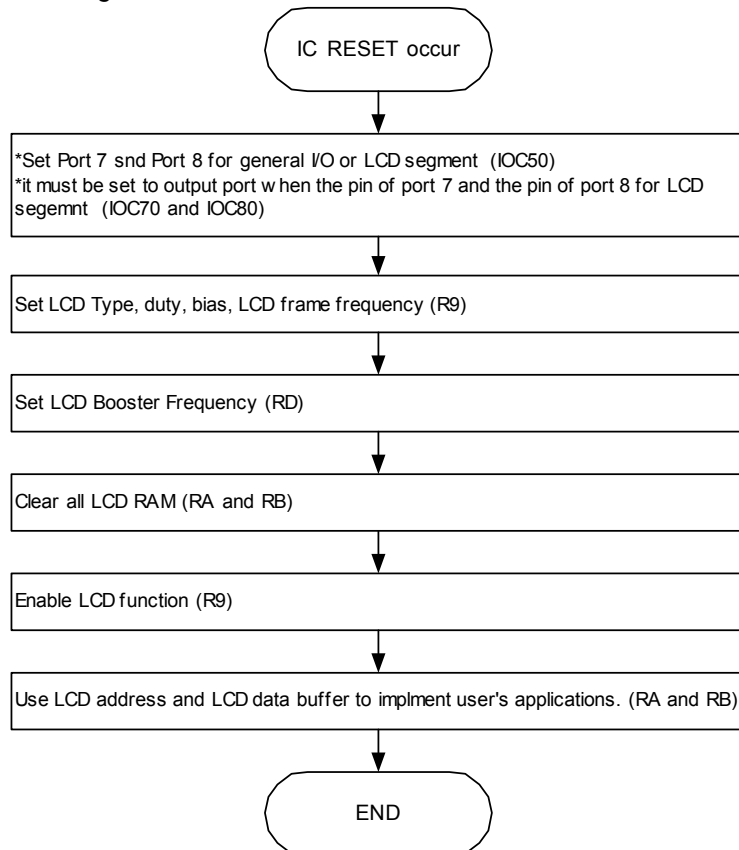 IC RESET occur
*Set Port 7 snd Port 8 for general I/O or LCD segment (IOC50)
*it must be set to output port when the pin of port 7 and the pin of port 8 for LCD
segemnt (IOC70 and IOC80)
Set LCD Type, duty, bias, LCD frame frequency (R9)
Set LCD Booster Frequency (RD)
Clear all LCD RAM (RA and RB)
Enable LCD function (R9)
Use LCD address and LCD data buffer to implment user's applications. (RA and RB)
END